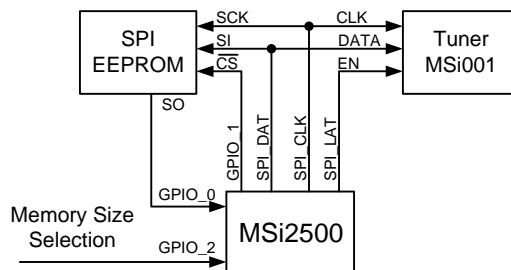 SPI
EEPROM
SCK
SI
CS
SO
CLK
DATA
EN
Tuner
MSi001
GPIO_1
SPI_DAT
SPI_CLK
SPI_LAT
GPIO_0
Memory Size
Selection
GPIO_2
MSi2500